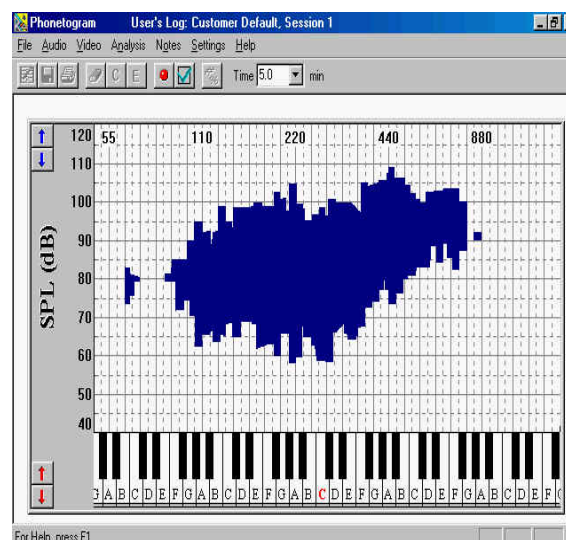 Phonetogram User's Log: Customer Default, Session 1
File Audio Video Analysis Notes Settings Help
C E Time 5.0 min
120 55 110 220 440 880
110
100
90
80
70
60
50
40
SPL (dB)
G A B C D E F G A B C D E F G A B C D E F G A B C D E F
For Help, press F1